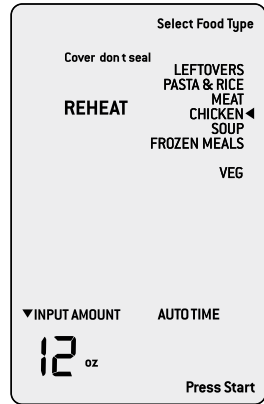 Select Food Type
Cover don t seal
LEFTOVERS
PASTA & RICE
REHEAT
MEAT
CHICKEN
SOUP
FROZEN MEALS
VEG
INPUT AMOUNT AUTO TIME
12 oz
Press Start